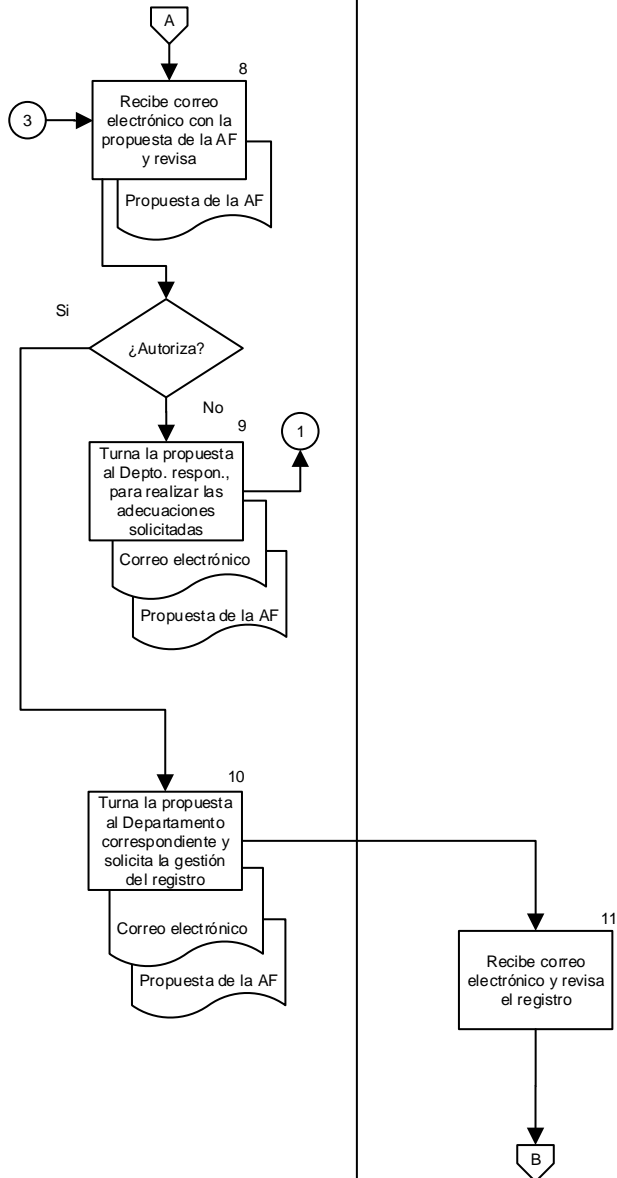 A
8
Recibe correo
electrónico con la
propuesta de la AF
y revisa
3
Propuesta de la AF
Si
¿Autoriza?
No
9
1
Turna la propuesta
al Depto. respon.,
para realizar las
adecuaciones
solicitadas
Correo electrónico
Propuesta de la AF
10
Turna la propuesta
al Departamento
correspondiente y
solicita la gestión
del registro
Correo electrónico
Propuesta de la AF
11
Recibe correo
electrónico y revisa
el registro
B